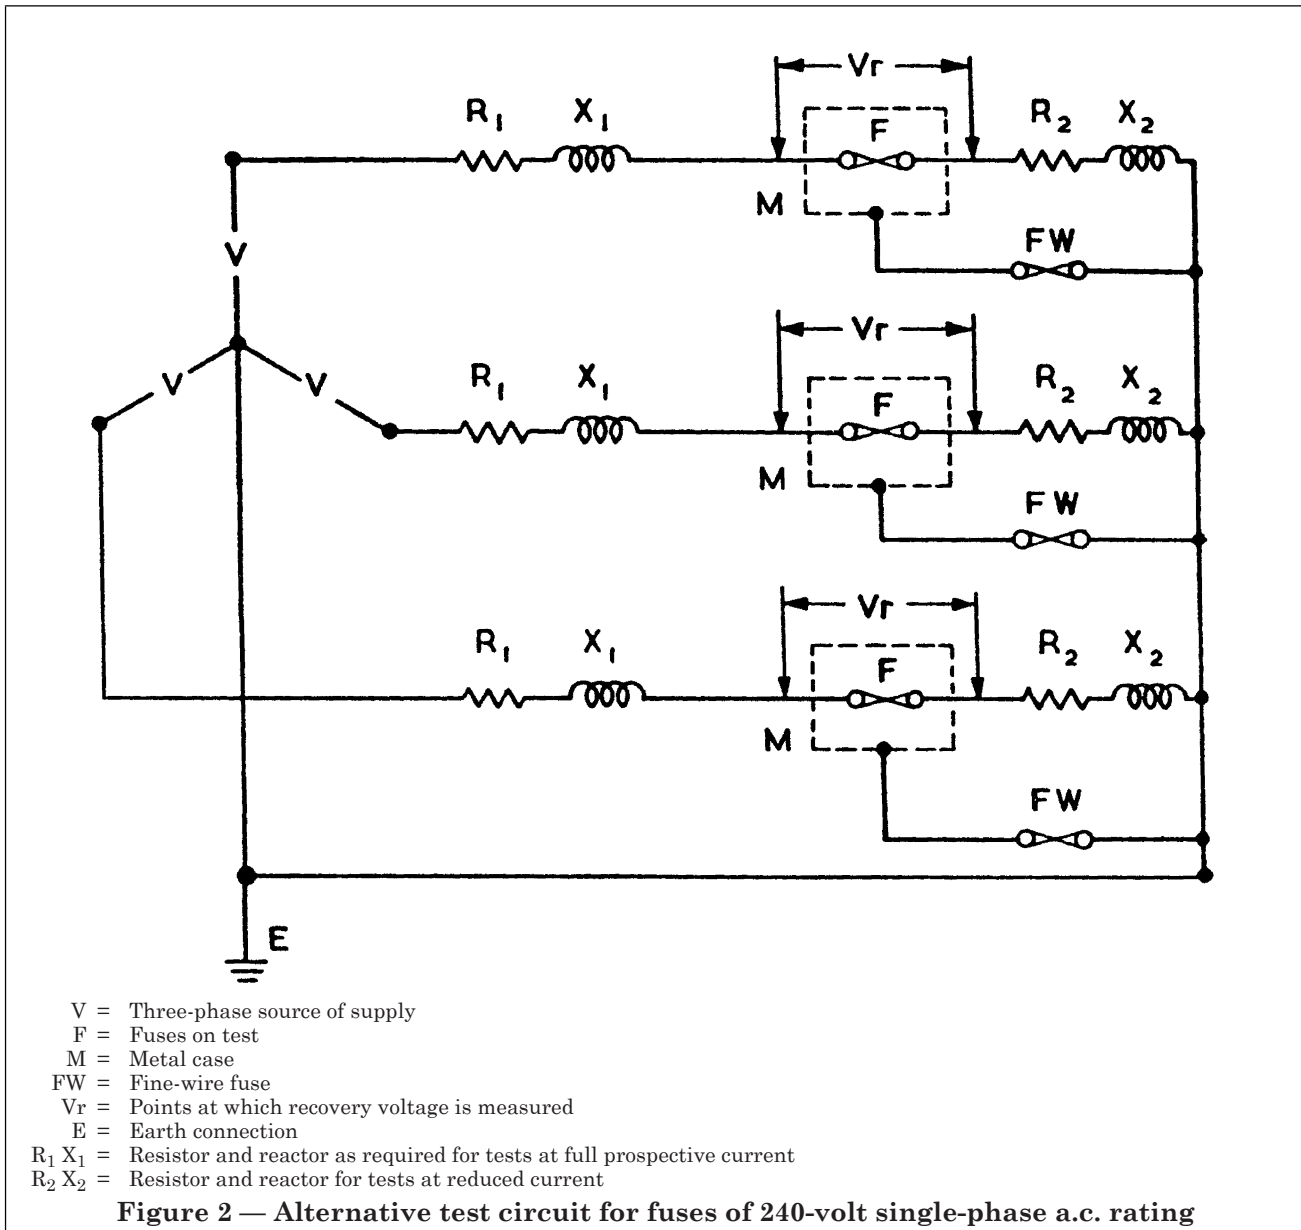 Vr
R1 X1 F R2 X2
M
FW
V
Vr
V V R1 X1 F R2 X2
M
FW
Vr
R1 X1 F R2 X2
M
FW
E
V = Three-phase source of supply
F = Fuses on test
M = Metal case
FW = Fine-wire fuse
Vr = Points at which recovery voltage is measured
E = Earth connection
R1 X1 = Resistor and reactor as required for tests at full prospective current
R2 X2 = Resistor and reactor for tests at reduced current
Figure 2 — Alternative test circuit for fuses of 240-volt single-phase a.c. rating